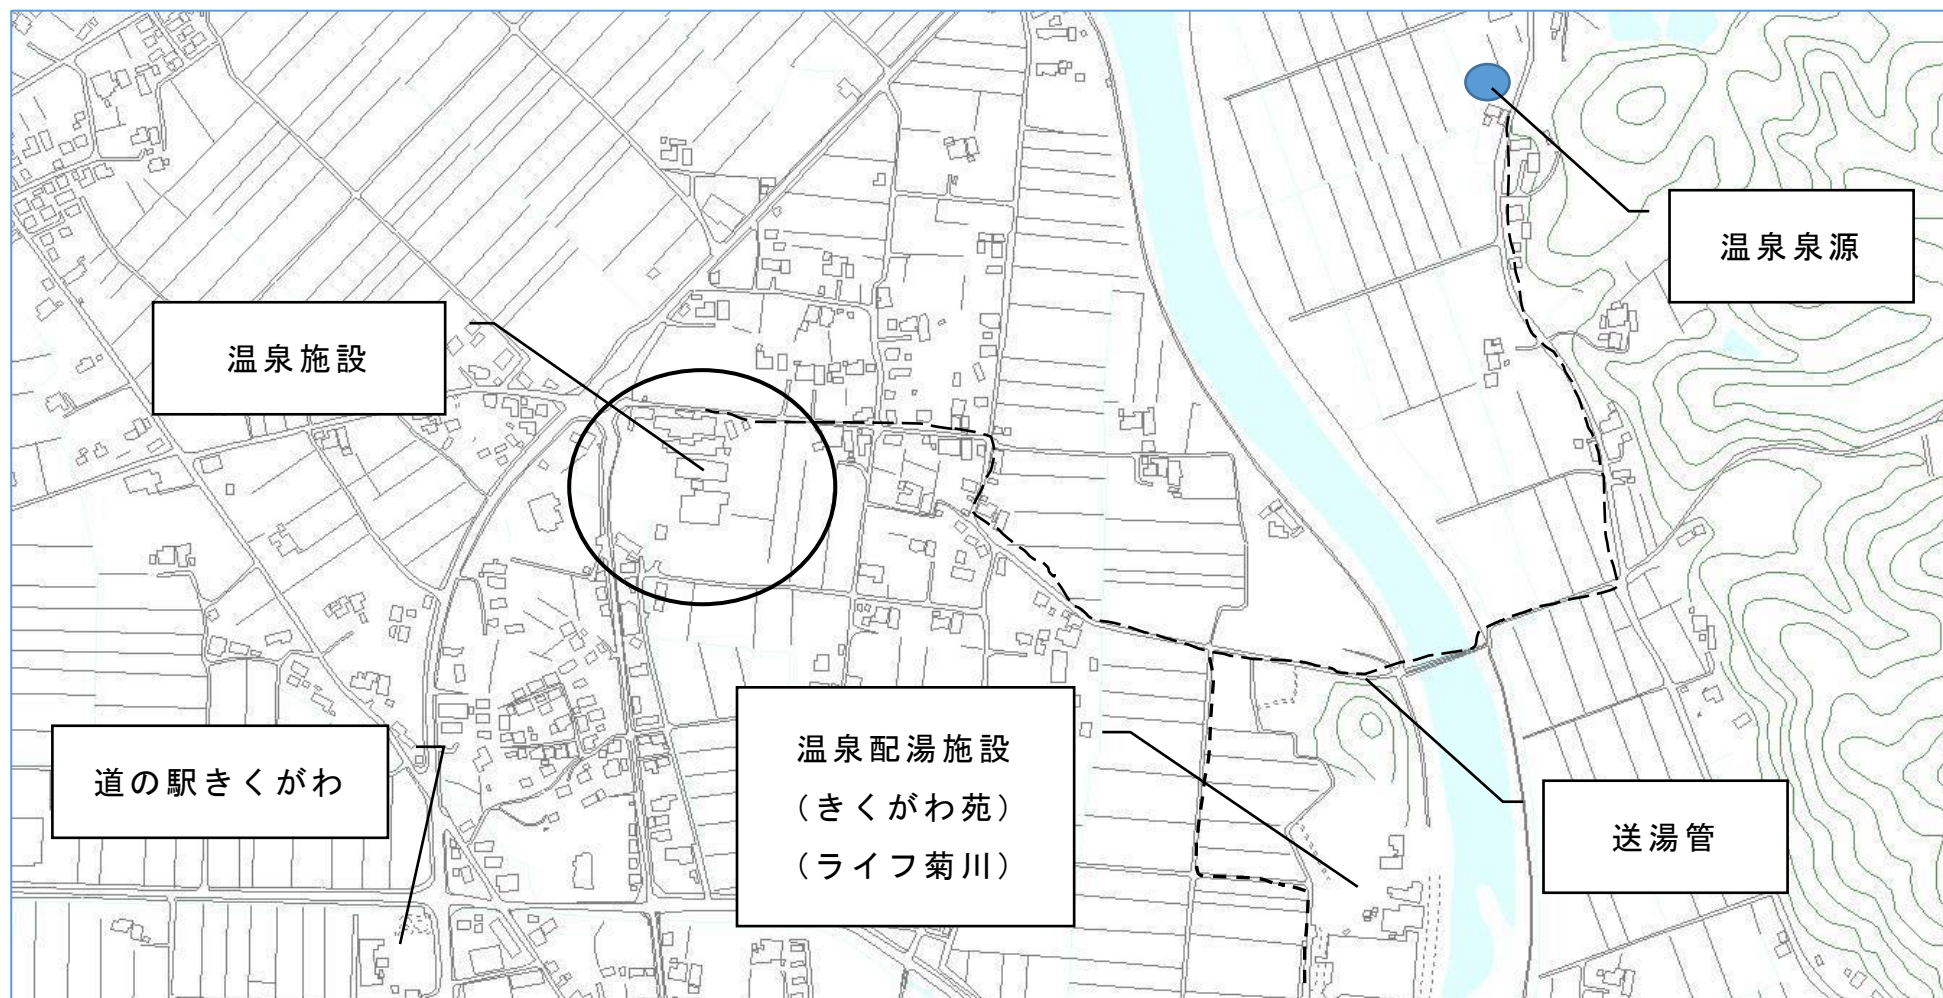 温泉泉源
温泉施設
道の駅きくがわ
温泉配湯施設
（きくがわ苑）
（ライフ菊川）
送湯管